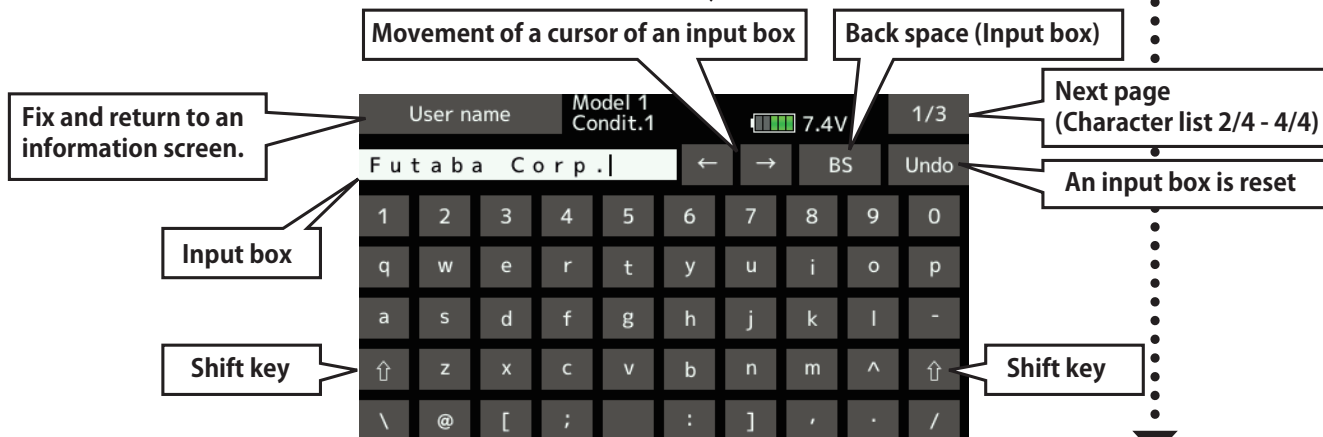 Movement of a cursor of an input box
Back space (Input box)
Fix and return to an
information screen.
User name
Model 1
Condit.1
7.4V
1/3
Next page
(Character list 2/4 - 4/4)
Futaba Corp.
← → BS Undo
An input box is reset
Input box
1 2 3 4 5 6 7 8 9 0
q w e r t y u i o p
a s d f g h j k l -
Shift key
⇧ z x c v b n m ^ ⇧
Shift key
\ @ [ ; : ] , . /